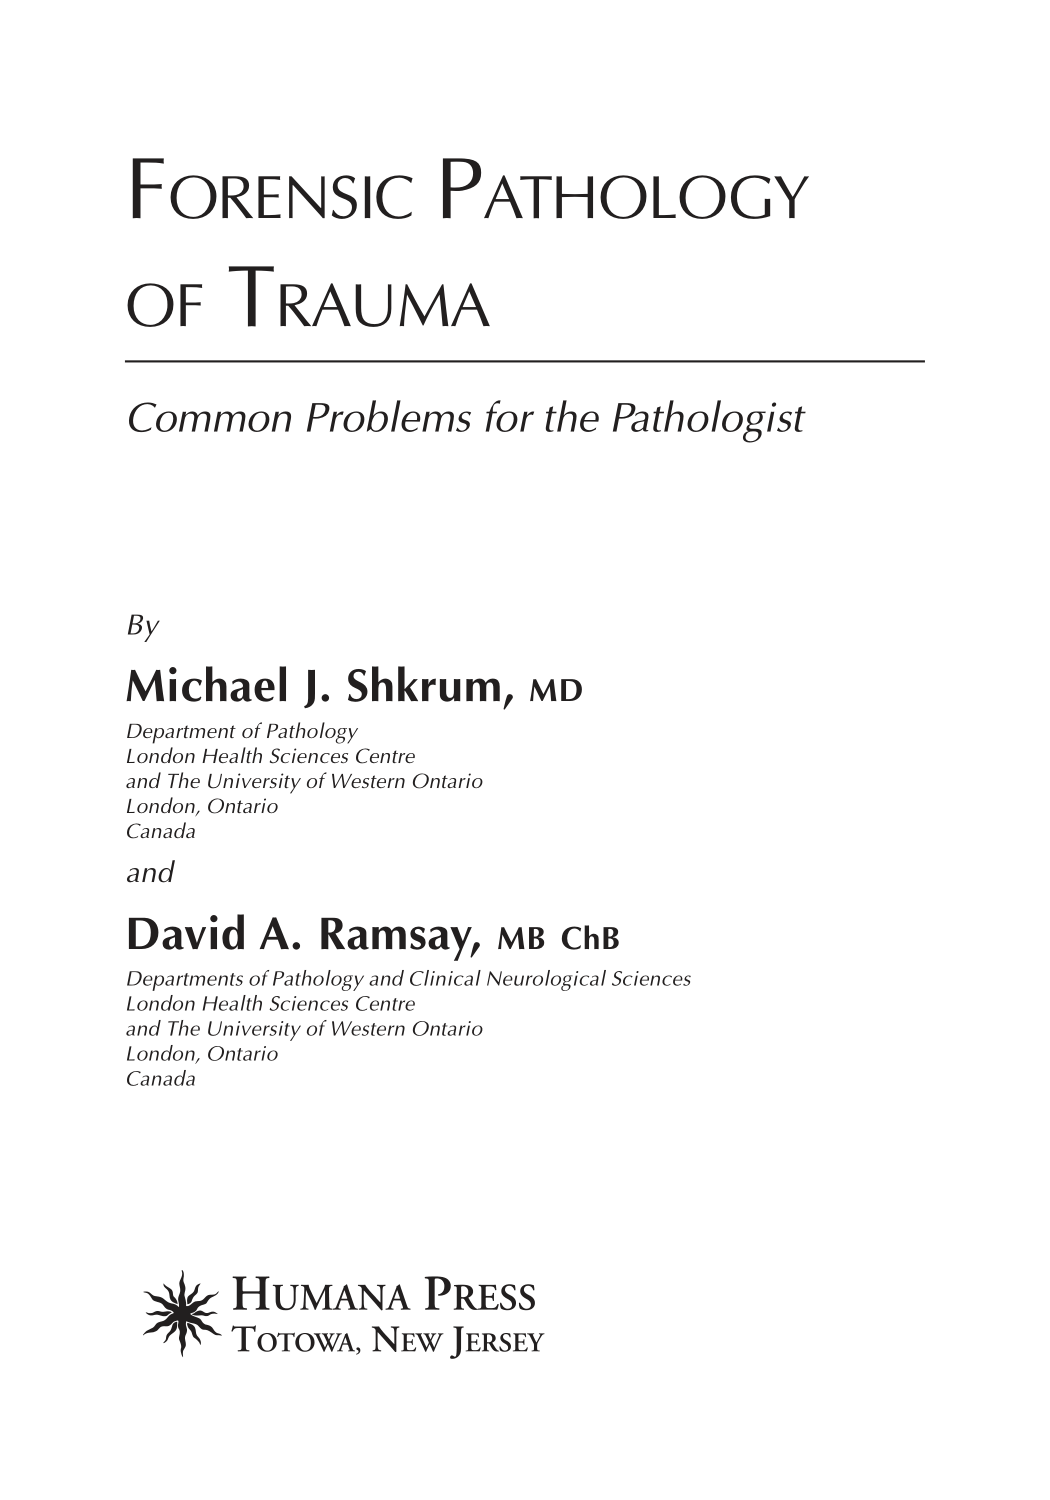 FORENSIC PATHOLOGY
OF TRAUMA
Common Problems for the Pathologist
By
Michael J. Shkrum, MD
Department of Pathology
London Health Sciences Centre
and The University of Western Ontario
London, Ontario
Canada
and
David A. Ramsay, MB ChB
Departments of Pathology and Clinical Neurological Sciences
London Health Sciences Centre
and The University of Western Ontario
London, Ontario
Canada
HUMANA PRESS
TOTOWA, NEW JERSEY